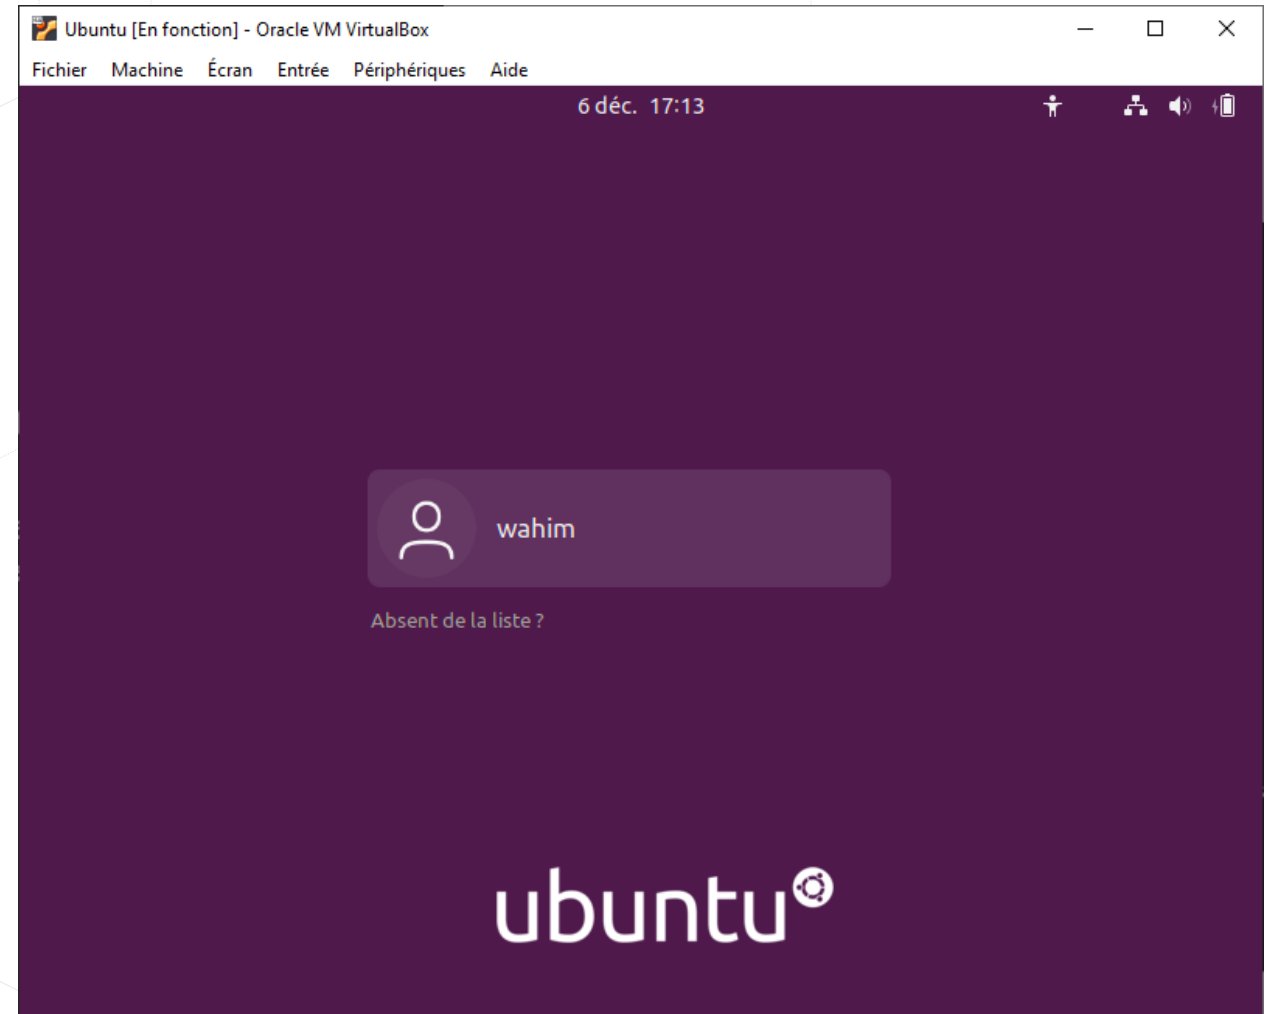 Ubuntu [En fonction] - Oracle VM VirtualBox
Fichier Machine Écran Entrée Périphériques Aide
6 déc. 17:13
wahim
Absent de la liste ?
ubuntu